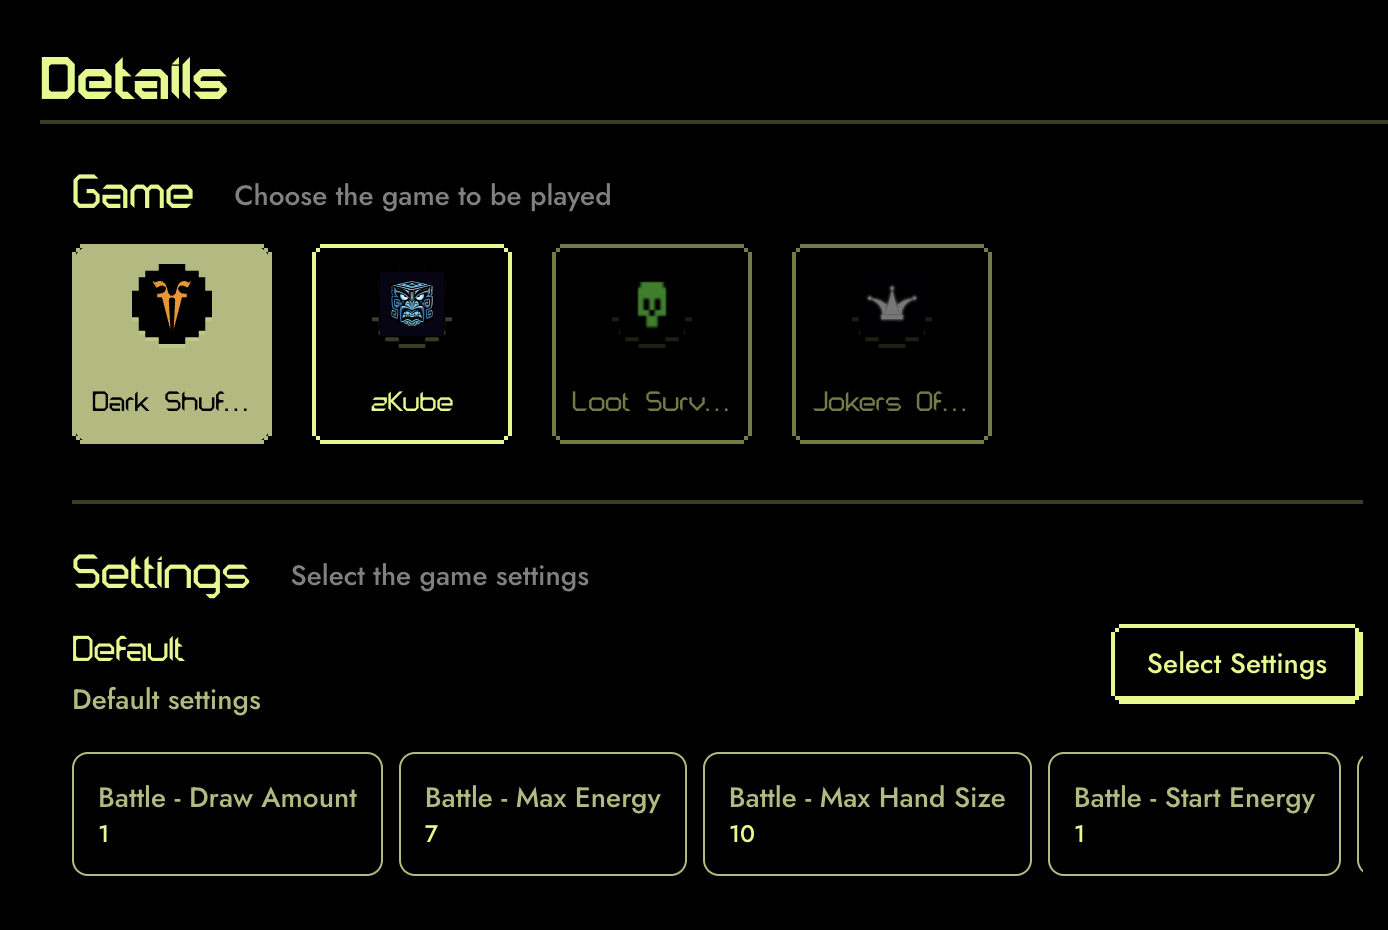 Details
Game Choose the game to be played
Dark Shuf... zKube Loot Surv... Jokers Of...
Settings Select the game settings
Default
Select Settings
Default settings
Battle - Draw Amount Battle - Max Energy Battle - Max Hand Size Battle - Start Energy
1 7 10 1